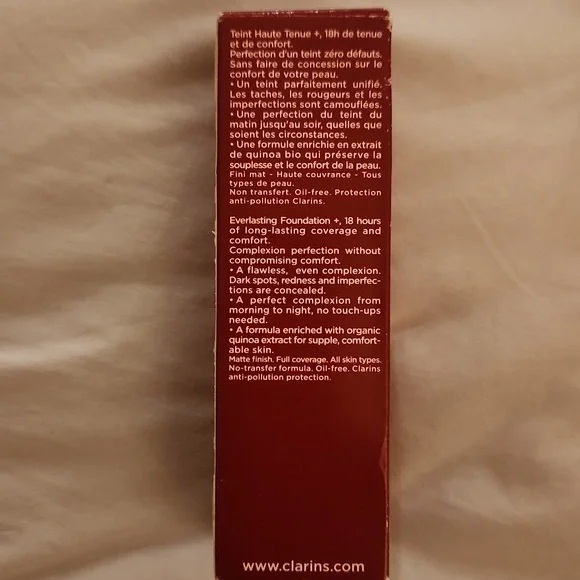 Teint Haute Tenue +, 18h de tenue
et de confort.
Perfection d'un teint zéro défauts.
Sans faire de concession sur le
confort de votre peau.
• Un teint parfaitement unifié.
Les taches, les rougeurs et les
imperfections sont camouflées.
• Une perfection du teint du
matin jusqu'au soir, quelles que
soient les circonstances.
• Une formule enrichie en extrait
de quinoa bio qui préserve la
souplesse et le confort de la peau.
Fini mat - Haute couvrance - Tous
types de peau.
Non transfert. Oil-free. Protection
anti-pollution Clarins.
Everlasting Foundation +, 18 hours
of long-lasting coverage and
comfort.
Complexion perfection without
compromising comfort.
• A flawless, even complexion.
Dark spots, redness and imperfec-
tions are concealed.
• A perfect complexion from
morning to night, no touch-ups
needed.
• A formula enriched with organic
quinoa extract for supple, comfort-
able skin.
Matte finish. Full coverage. All skin types.
No-transfer formula. Oil-free. Clarins
anti-pollution protection.
www.clarins.com